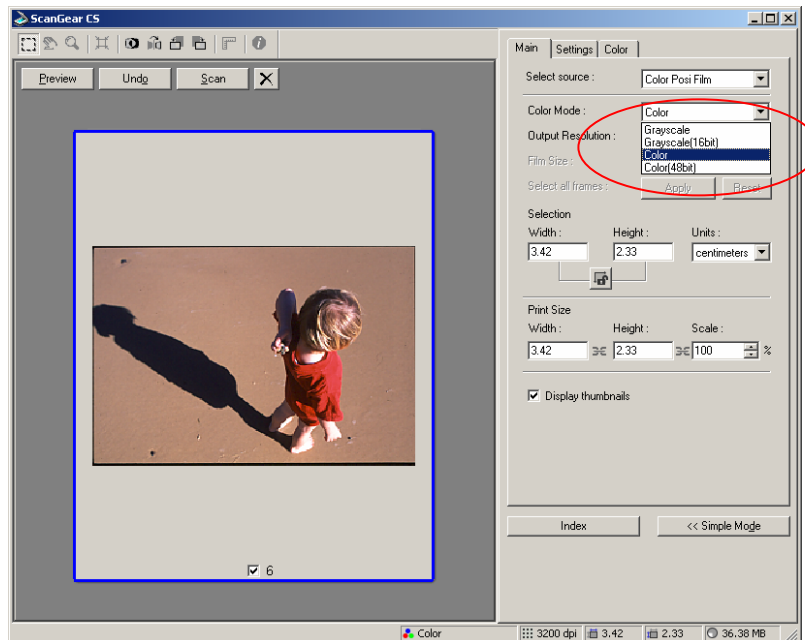 ScanGear CS
Preview Undo Scan
Main Settings Color
Select source : Color Posi Film
Color Mode : Color
Grayscale
Output Resolution : Grayscale(16bit)
Color
Film Size : Color(48bit)
Select all frames : Apply Reset
Selection
Width : Height : Units :
3.42 2.33 centimeters
Print Size
Width : Height : Scale :
3.42 2.33 100 %
Display thumbnails
Index << Simple Mode
6
Color 3200 dpi 3.42 2.33 36.38 MB